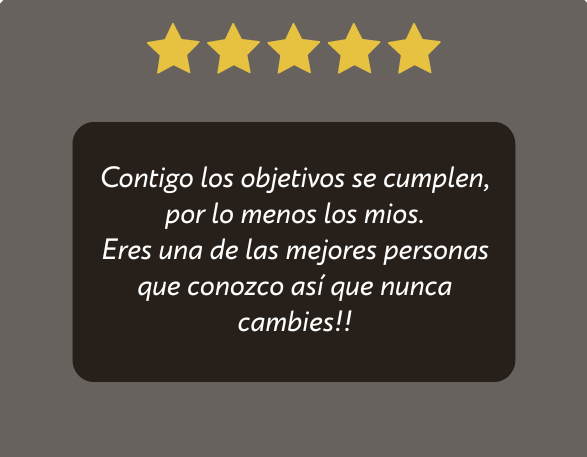 Contigo los objetivos se cumplen,
por lo menos los mios.
Eres una de las mejores personas
que conozco así que nunca
cambies!!